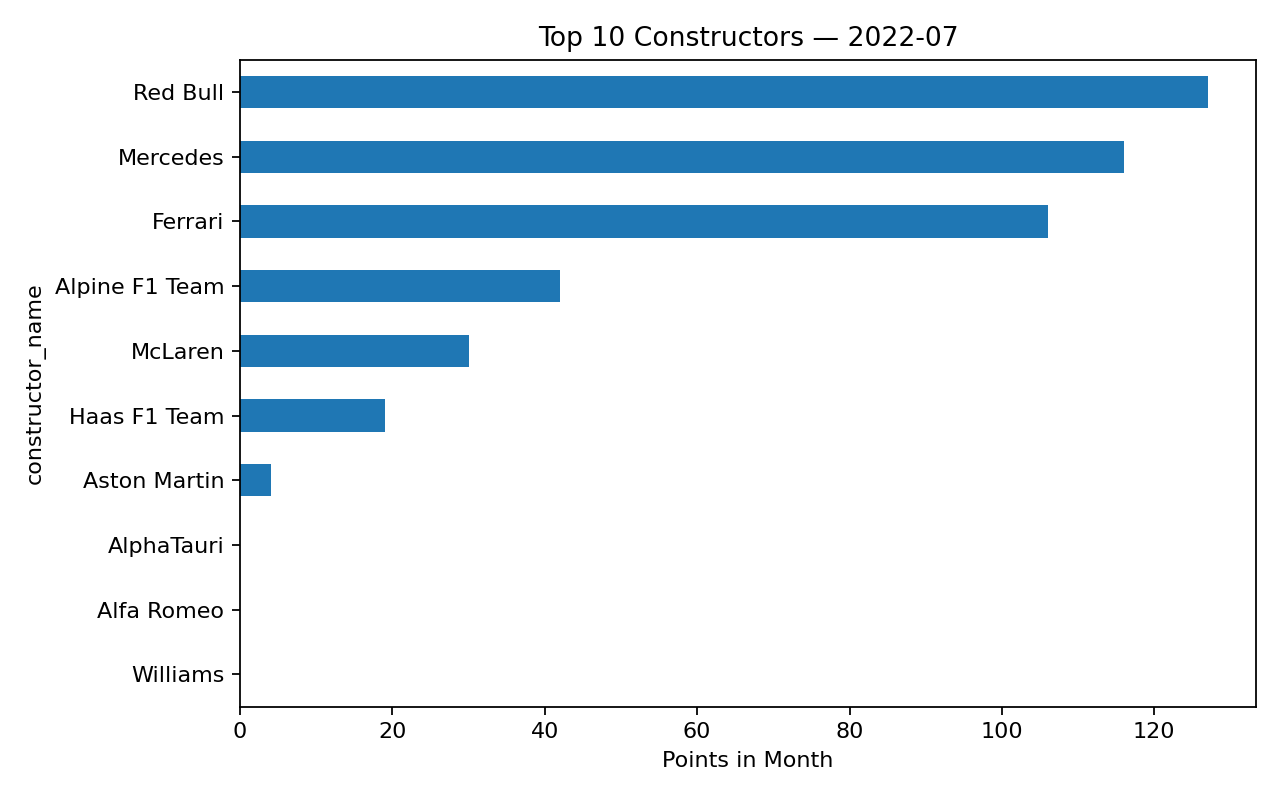 Top 10 Constructors — 2022-07
constructor_name
Red Bull
Mercedes
Ferrari
Alpine F1 Team
McLaren
Haas F1 Team
Aston Martin
AlphaTauri
Alfa Romeo
Williams
0 20 40 60 80 100 120
Points in Month